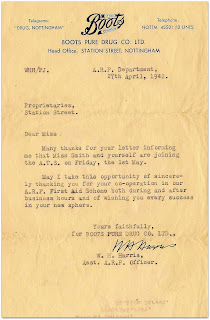 Telegrams:
"DRUG, NOTTINGHAM"
Boots
Telephone:
NOTTM. 45501 (10 LINES)
BOOTS PURE DRUG CO. LTD
Head Office: STATION STREET, NOTTINGHAM
WHH/PJ.
A.R.P. Department,
27th April, 1942.
Proprietaries,
Station Street.
Dear Miss
Many thanks for your letter informing
me that Miss Smith and yourself are joining
the A.T.S. on Friday, the 1st May.
May I take this opportunity of sincere-
ly thanking you for your co-operation in our
A.R.P. First Aid Scheme both during and after
business hours and of wishing you every success
in your new sphere.
Yours faithfully,
for BOOTS PURE DRUG CO. LTD.,
W H Harris
W. H. Harris,
Asst. A.R.P. Officer.